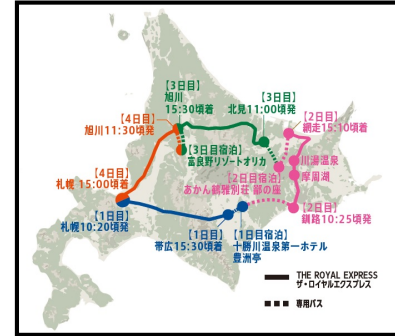 【3日目】
旭川
15:30頃着
【3日目】
北見11:00頃発
【4日目】
旭川11:30頃発
【2日目】
網走15:10頃着
【3日目宿泊】
富良野リゾートオリカ
川湯温泉
摩周湖
【2日目宿泊】
あかん鶴雅別荘 鄙の座
【4日目】
札幌 15:00頃着
【1日目】
札幌10:20頃発
【2日目】
釧路10:25頃発
【1日目】
帯広15:30頃着
【1日目宿泊】
十勝川温泉第一ホテル
豊洲亭
THE ROYAL EXPRESS
ザ・ロイヤルエクスプレス
専用バス